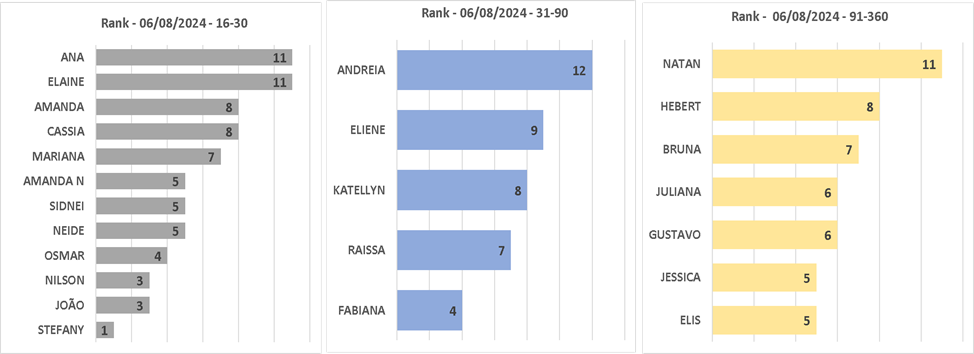 Rank - 06/08/2024 - 16-30
ANA 11
ELAINE 11
AMANDA 8
CASSIA 8
MARIANA 7
AMANDA N 5
SIDNEI 5
NEIDE 5
OSMAR 4
NILSON 3
JOÃO 3
STEFANY 1
Rank - 06/08/2024 - 31-90
ANDREIA 12
ELIENE 9
KATELLYN 8
RAISSA 7
FABIANA 4
Rank - 06/08/2024 - 91-360
NATAN 11
HEBERT 8
BRUNA 7
JULIANA 6
GUSTAVO 6
JESSICA 5
ELIS 5